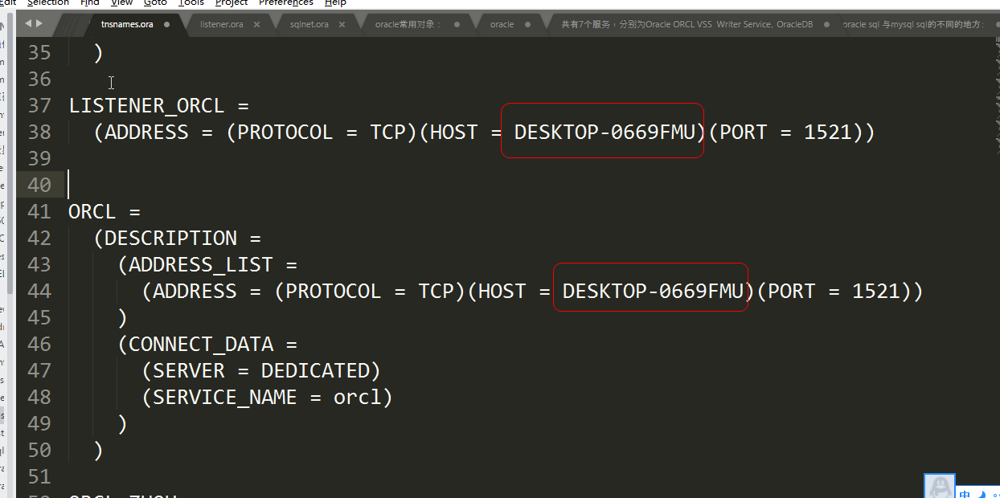 Edit Selection Find View Goto Tools Project Preferences Help
tnsnames.ora listener.ora sqlnet.ora oracle常用对象： oracle 共有7个服务，分别为Oracle ORCL VSS Writer Service, OracleDB oracle sql 与mysql sql的不同的地方:
35 )
36
37 LISTENER_ORCL =
38 (ADDRESS = (PROTOCOL = TCP)(HOST = DESKTOP-0669FMU)(PORT = 1521))
39
40
41 ORCL =
42 (DESCRIPTION =
43 (ADDRESS_LIST =
44 (ADDRESS = (PROTOCOL = TCP)(HOST = DESKTOP-0669FMU)(PORT = 1521))
45 )
46 (CONNECT_DATA =
47 (SERVER = DEDICATED)
48 (SERVICE_NAME = orcl)
49 )
50 )
51
中